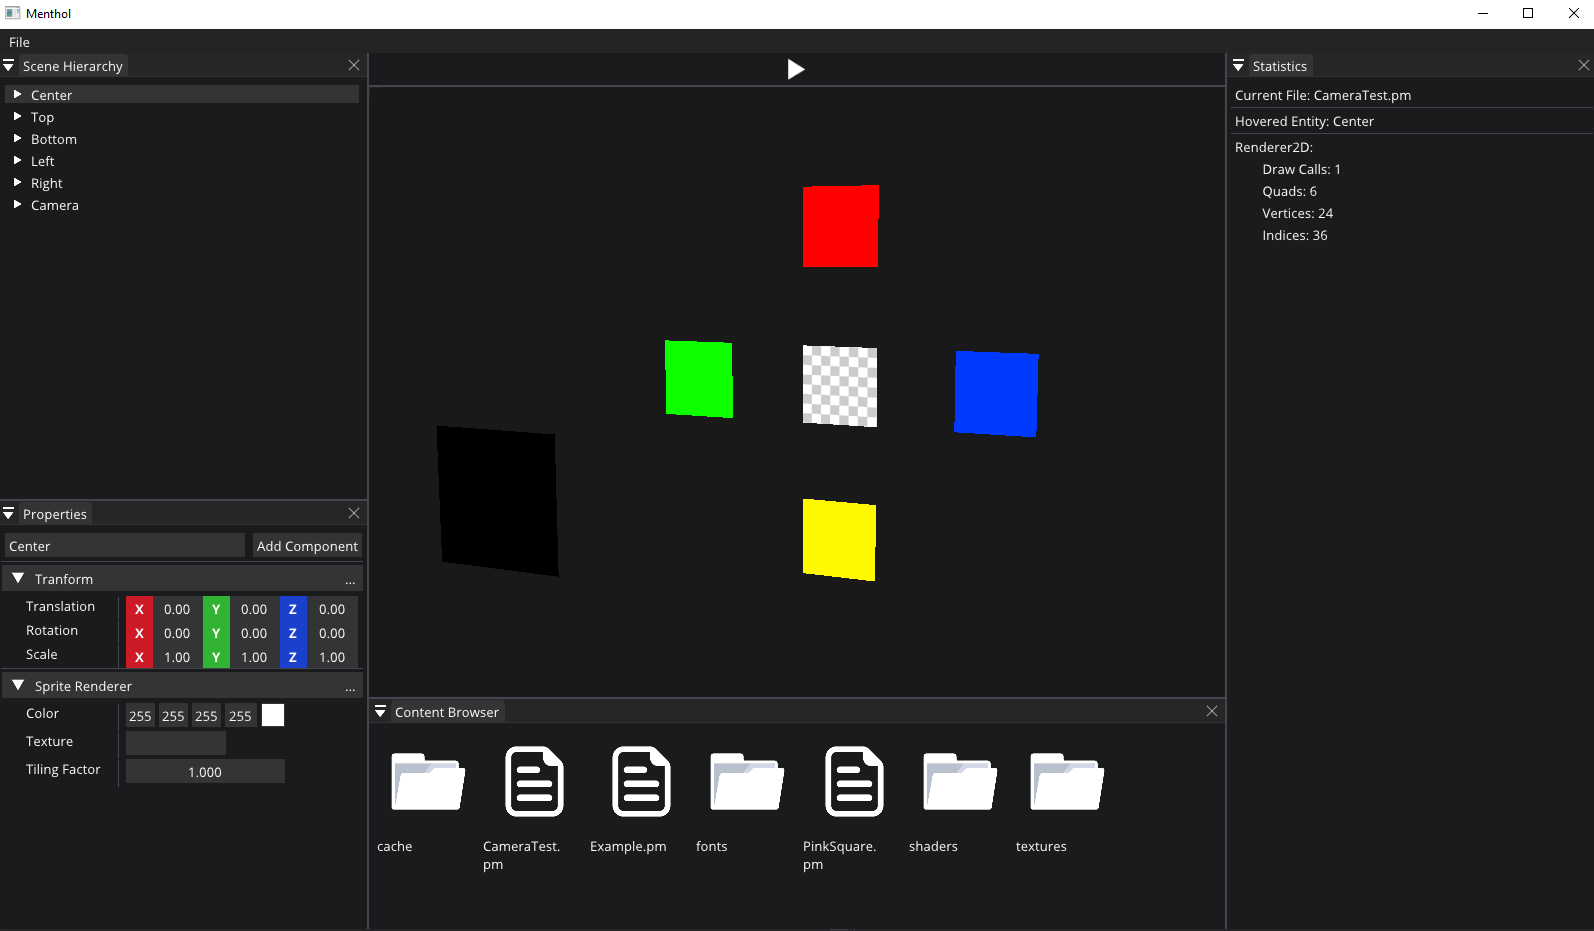 Menthol
File
Scene Hierarchy
Center
Top
Bottom
Left
Right
Camera
Properties
Center Add Component
Tranform ...
Translation X 0.00 Y 0.00 Z 0.00
Rotation X 0.00 Y 0.00 Z 0.00
Scale X 1.00 Y 1.00 Z 1.00
Sprite Renderer ...
Color 255 255 255 255
Texture
Tiling Factor 1.000
Content Browser
cache
CameraTest.
pm
Example.pm
fonts
PinkSquare.
pm
shaders
textures
Statistics
Current File: CameraTest.pm
Hovered Entity: Center
Renderer2D:
Draw Calls: 1
Quads: 6
Vertices: 24
Indices: 36